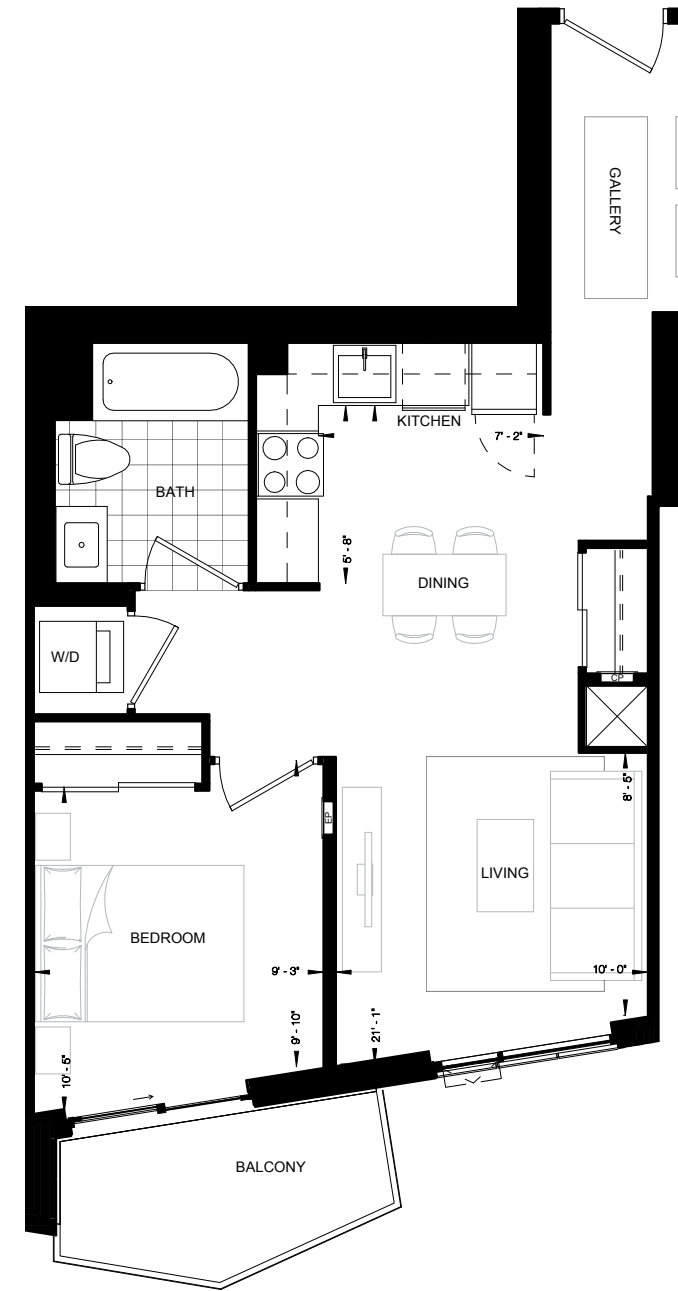 GALLERY
KITCHEN
7' - 2"
BATH
5' - 8"
DINING
W/D
CP
8' - 5"
EP
LIVING
BEDROOM
9' - 3"
10' - 0"
9' - 10"
21' - 1"
10' - 5"
BALCONY